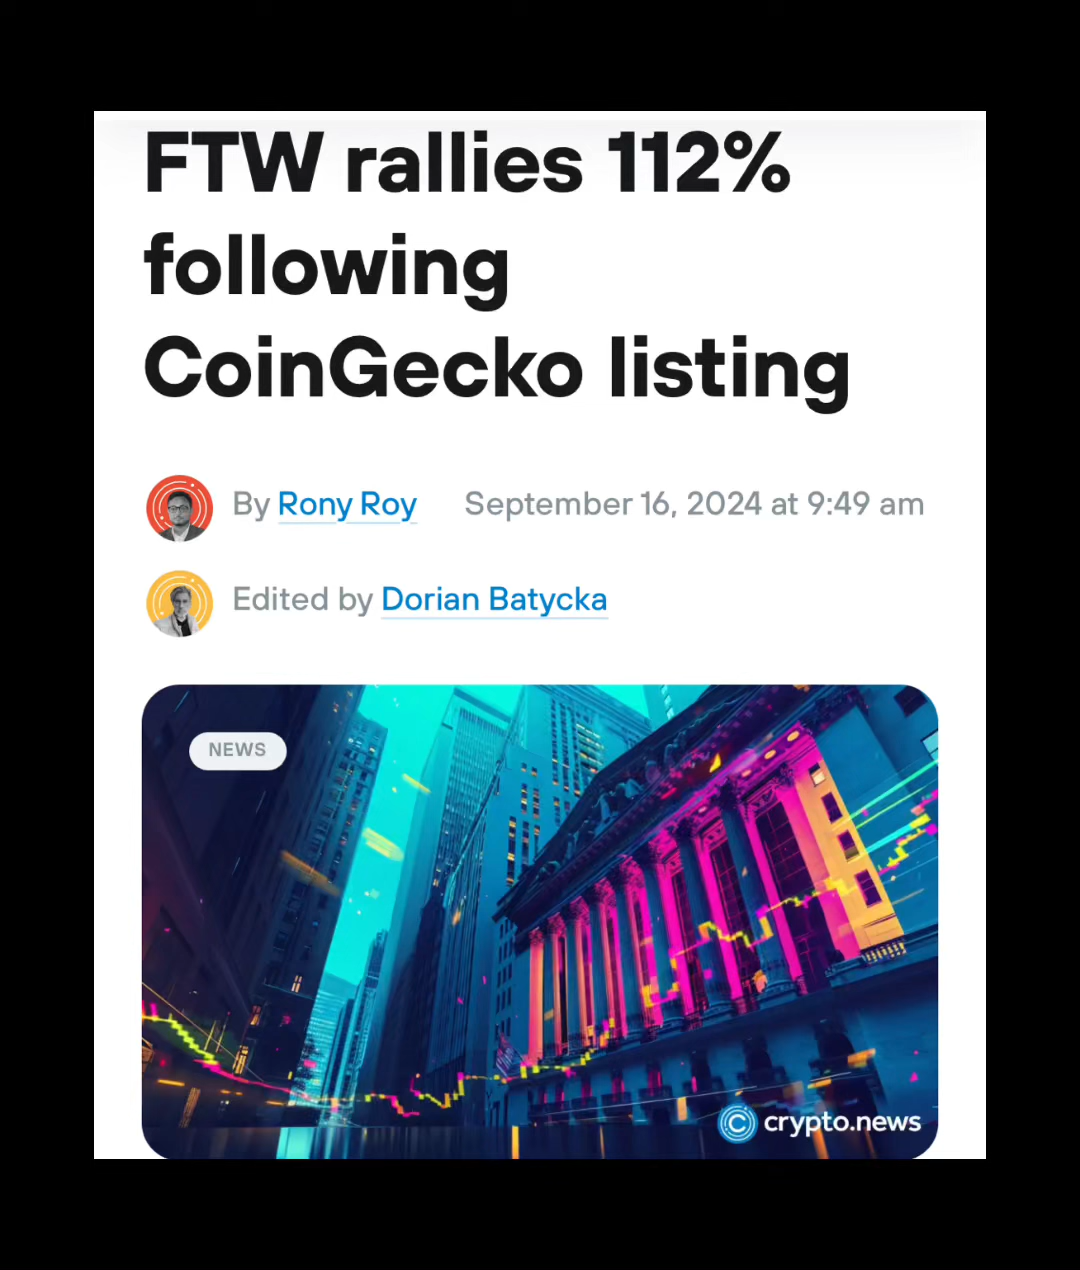 FTW rallies 112%
following
CoinGecko listing
By Rony Roy September 16, 2024 at 9:49 am
Edited by Dorian Batycka
NEWS
crypto.news